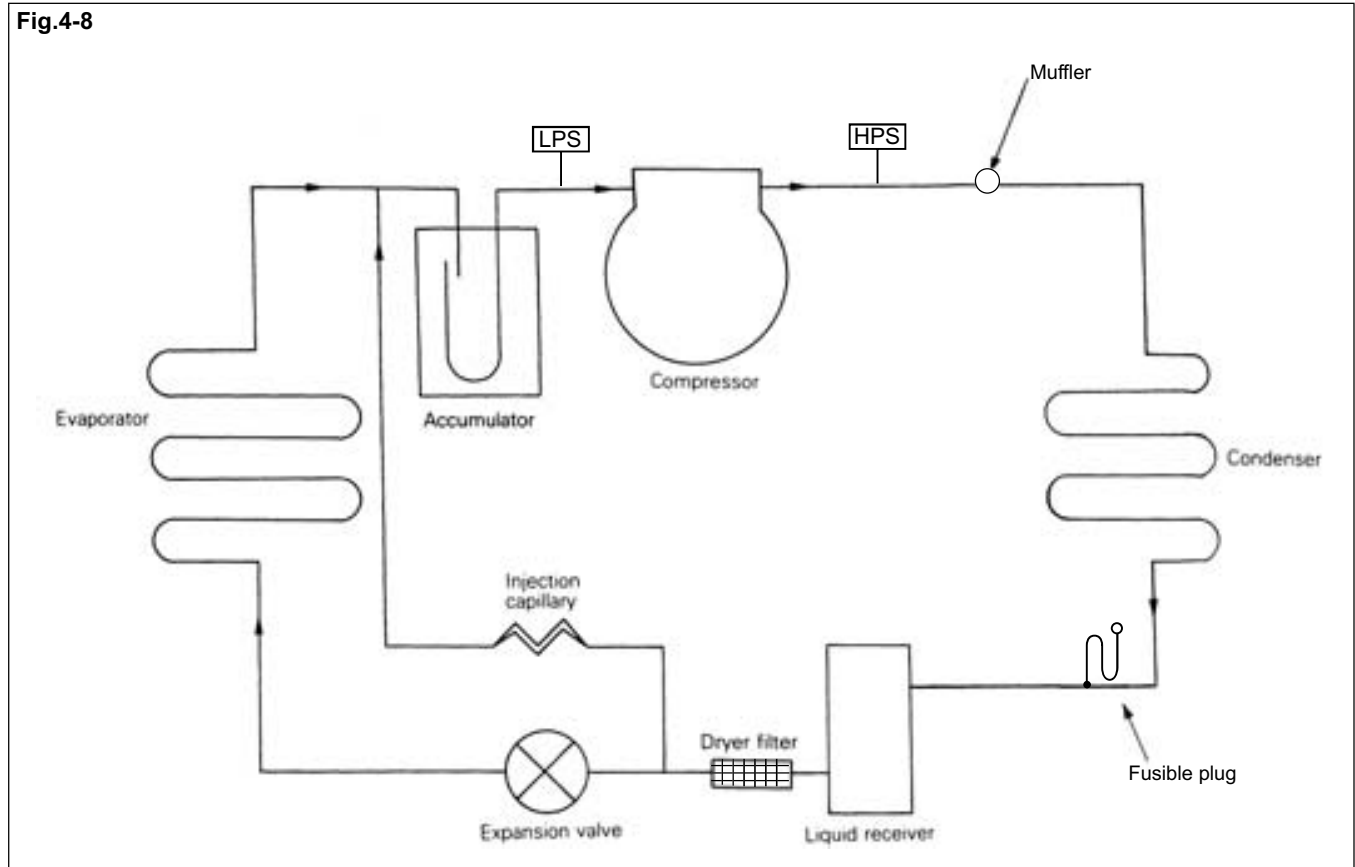 Fig.4-8
Muffler
LPS
HPS
Compressor
Evaporator
Accumulator
Condenser
Injection
capillary
Dryer filter
Fusible plug
Expansion valve
Liquid receiver